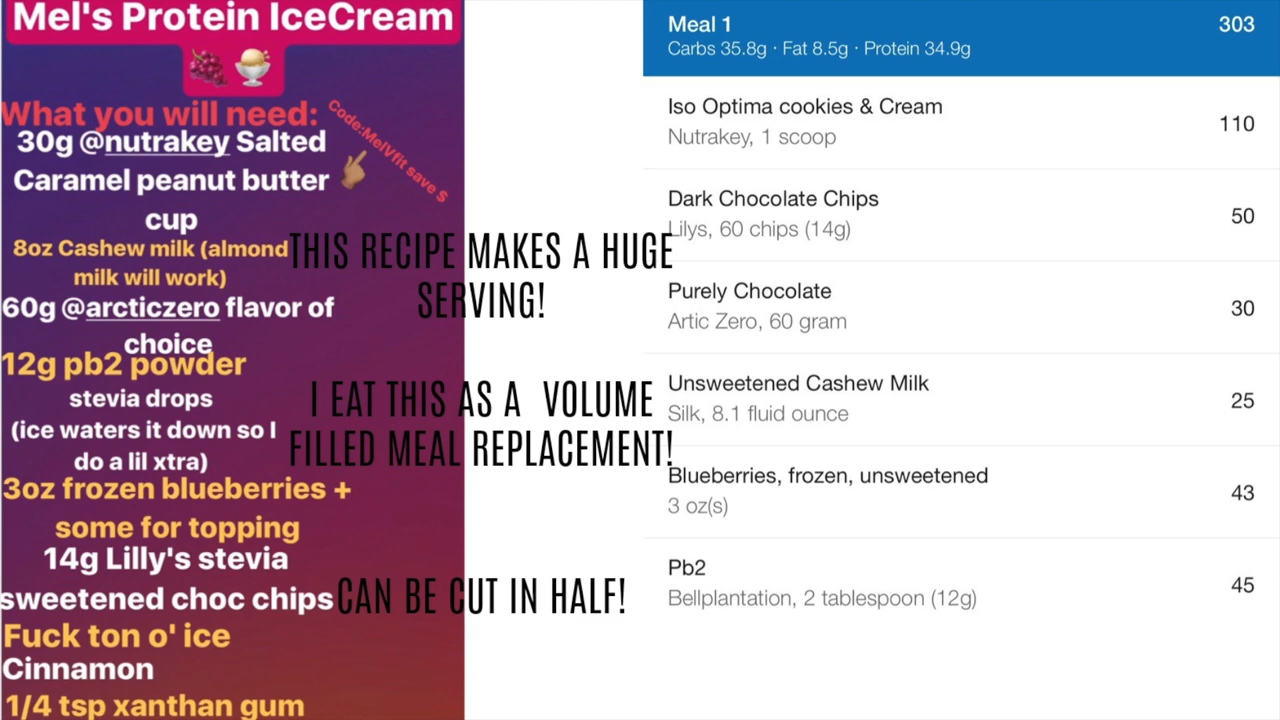 Mel's Protein IceCream
What you will need:
Code:MelVfit save $
30g @nutrakey Salted
Caramel peanut butter
cup
8oz Cashew milk (almond
milk will work)
60g @arcticzero flavor of
choice
12g pb2 powder
stevia drops
(ice waters it down so I
do a lil xtra)
3oz frozen blueberries +
some for topping
14g Lilly's stevia
sweetened choc chips
Fuck ton o' ice
Cinnamon
1/4 tsp xanthan gum
THIS RECIPE MAKES A HUGE
SERVING!
I EAT THIS AS A VOLUME
FILLED MEAL REPLACEMENT!
CAN BE CUT IN HALF!
Meal 1 303
Carbs 35.8g · Fat 8.5g · Protein 34.9g
Iso Optima cookies & Cream
Nutrakey, 1 scoop 110
Dark Chocolate Chips
Lilys, 60 chips (14g) 50
Purely Chocolate
Artic Zero, 60 gram 30
Unsweetened Cashew Milk
Silk, 8.1 fluid ounce 25
Blueberries, frozen, unsweetened
3 oz(s) 43
Pb2
Bellplantation, 2 tablespoon (12g) 45